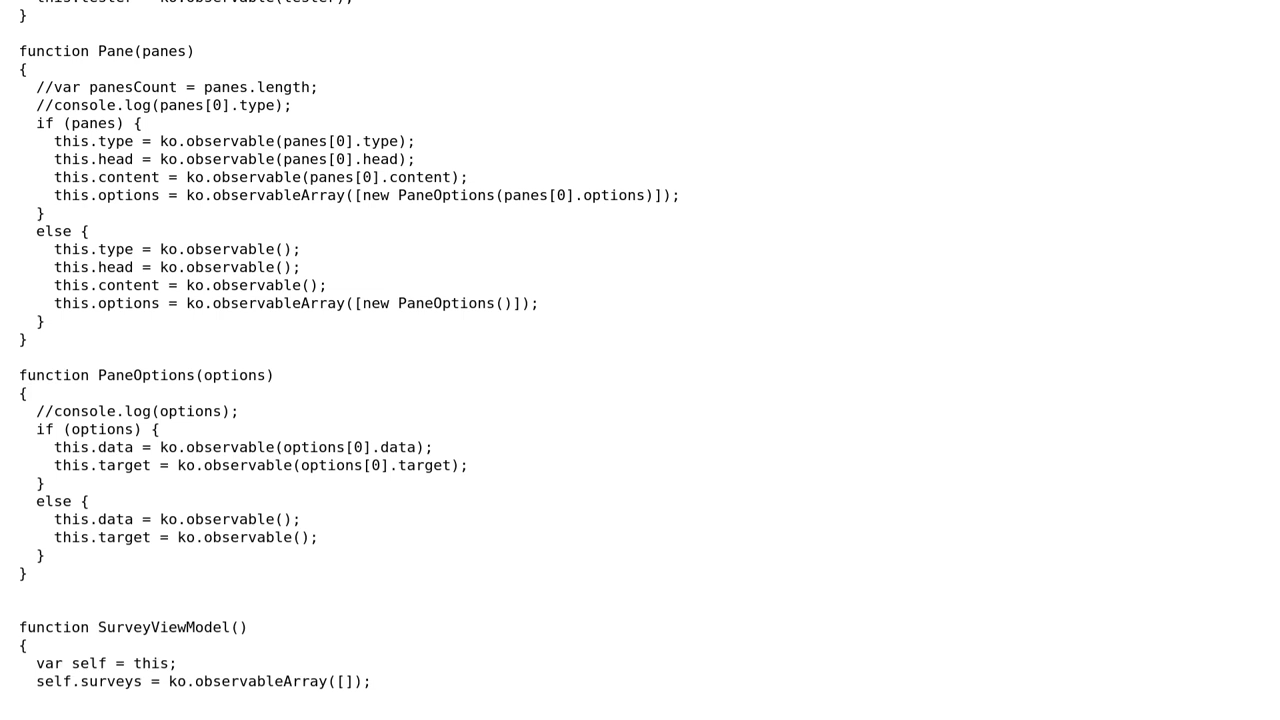 this.tester = ko.observable(tester);
}

function Pane(panes)
{
  //var panesCount = panes.length;
  //console.log(panes[0].type);
  if (panes) {
    this.type = ko.observable(panes[0].type);
    this.head = ko.observable(panes[0].head);
    this.content = ko.observable(panes[0].content);
    this.options = ko.observableArray([new PaneOptions(panes[0].options)]);
  }
  else {
    this.type = ko.observable();
    this.head = ko.observable();
    this.content = ko.observable();
    this.options = ko.observableArray([new PaneOptions()]);
  }
}

function PaneOptions(options)
{
  //console.log(options);
  if (options) {
    this.data = ko.observable(options[0].data);
    this.target = ko.observable(options[0].target);
  }
  else {
    this.data = ko.observable();
    this.target = ko.observable();
  }
}

function SurveyViewModel()
{
  var self = this;
  self.surveys = ko.observableArray([]);